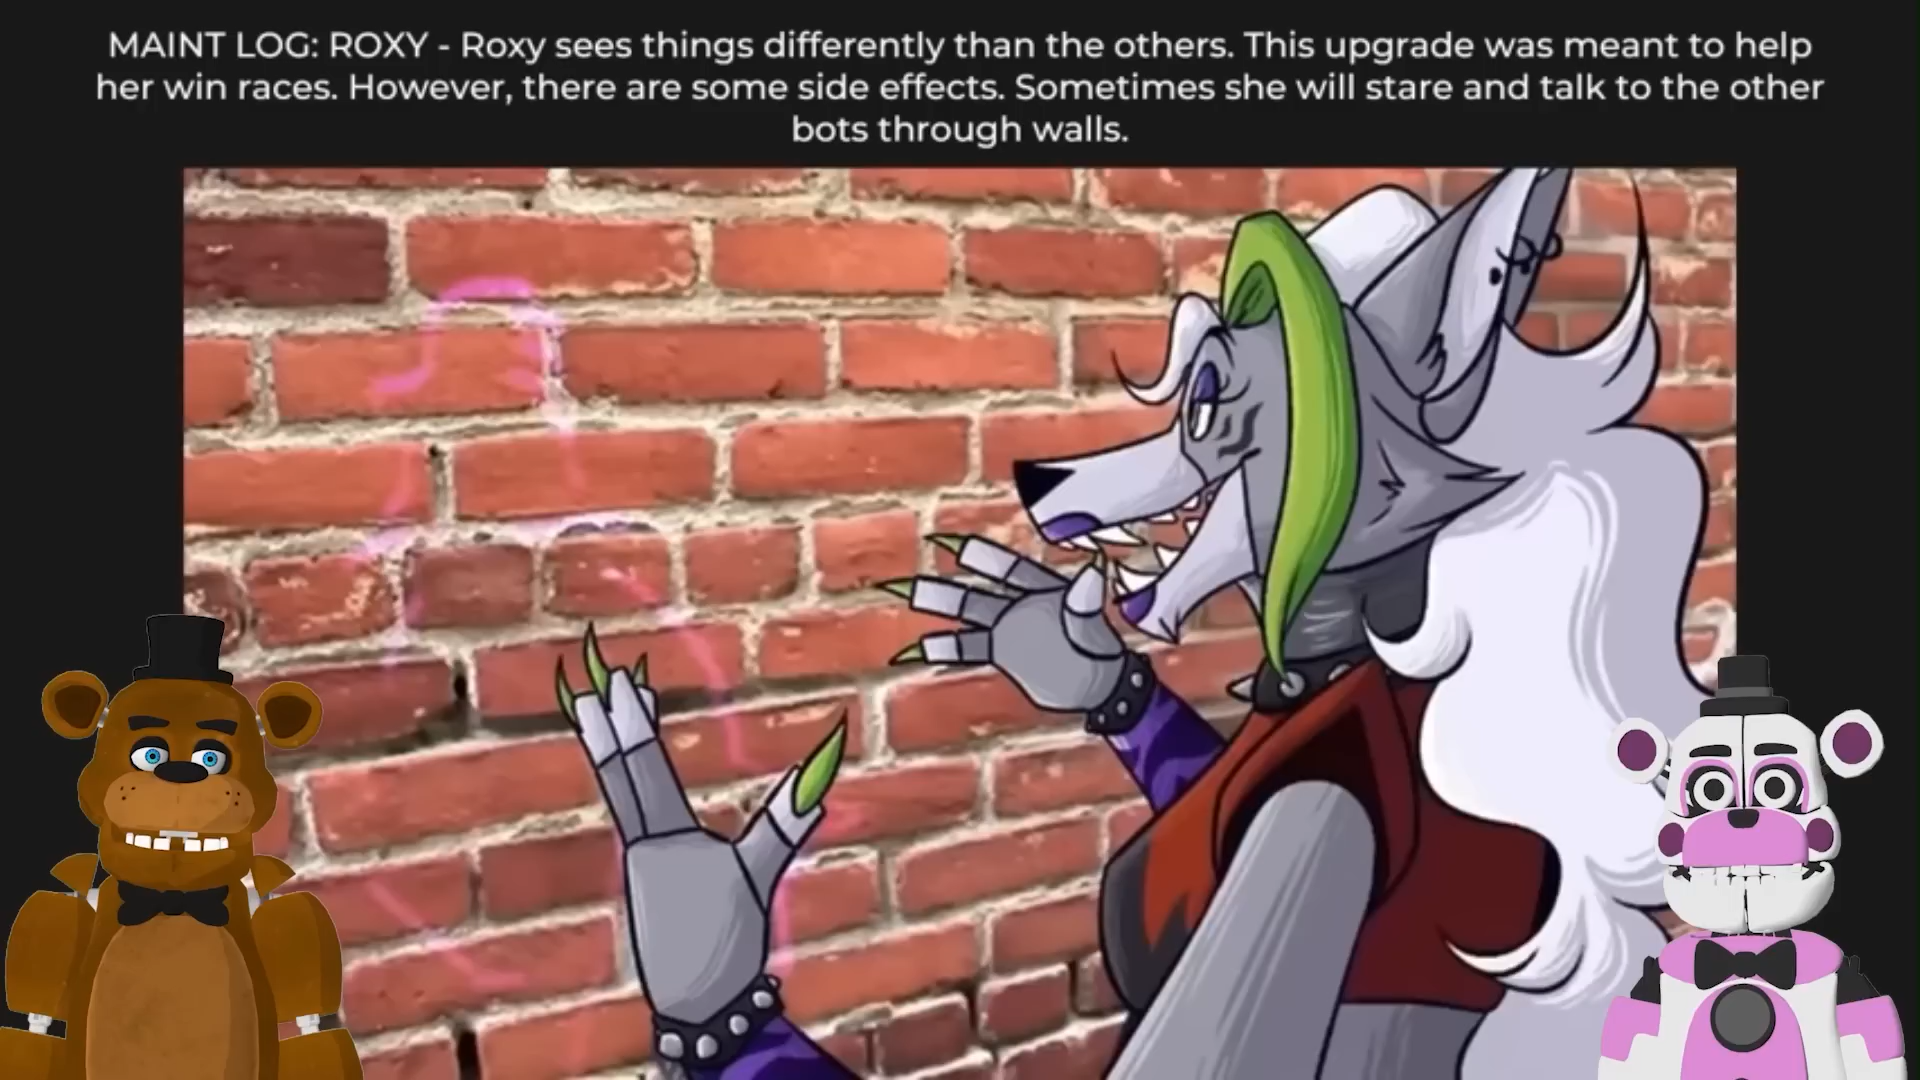 MAINT LOG: ROXY - Roxy sees things differently than the others. This upgrade was meant to help
her win races. However, there are some side effects. Sometimes she will stare and talk to the other
bots through walls.